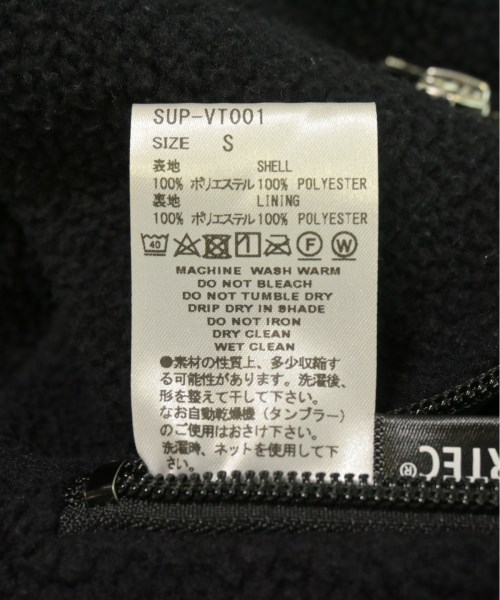 SUP-VT001
SIZE S
表地 SHELL
100% ポリエステル 100% POLYESTER
裏地 LINING
100% ポリエステル 100% POLYESTER
40 F W
MACHINE WASH WARM
DO NOT BLEACH
DO NOT TUMBLE DRY
DRIP DRY IN SHADE
DO NOT IRON
DRY CLEAN
WET CLEAN
●素材の性質上、多少収縮す
る可能性があります。洗濯後、
形を整えて干して下さい。
なお自動乾燥機（タンブラー）
のご使用はお避け下さい。
洗濯時、ネットを使用して下
さい。
RTEC®